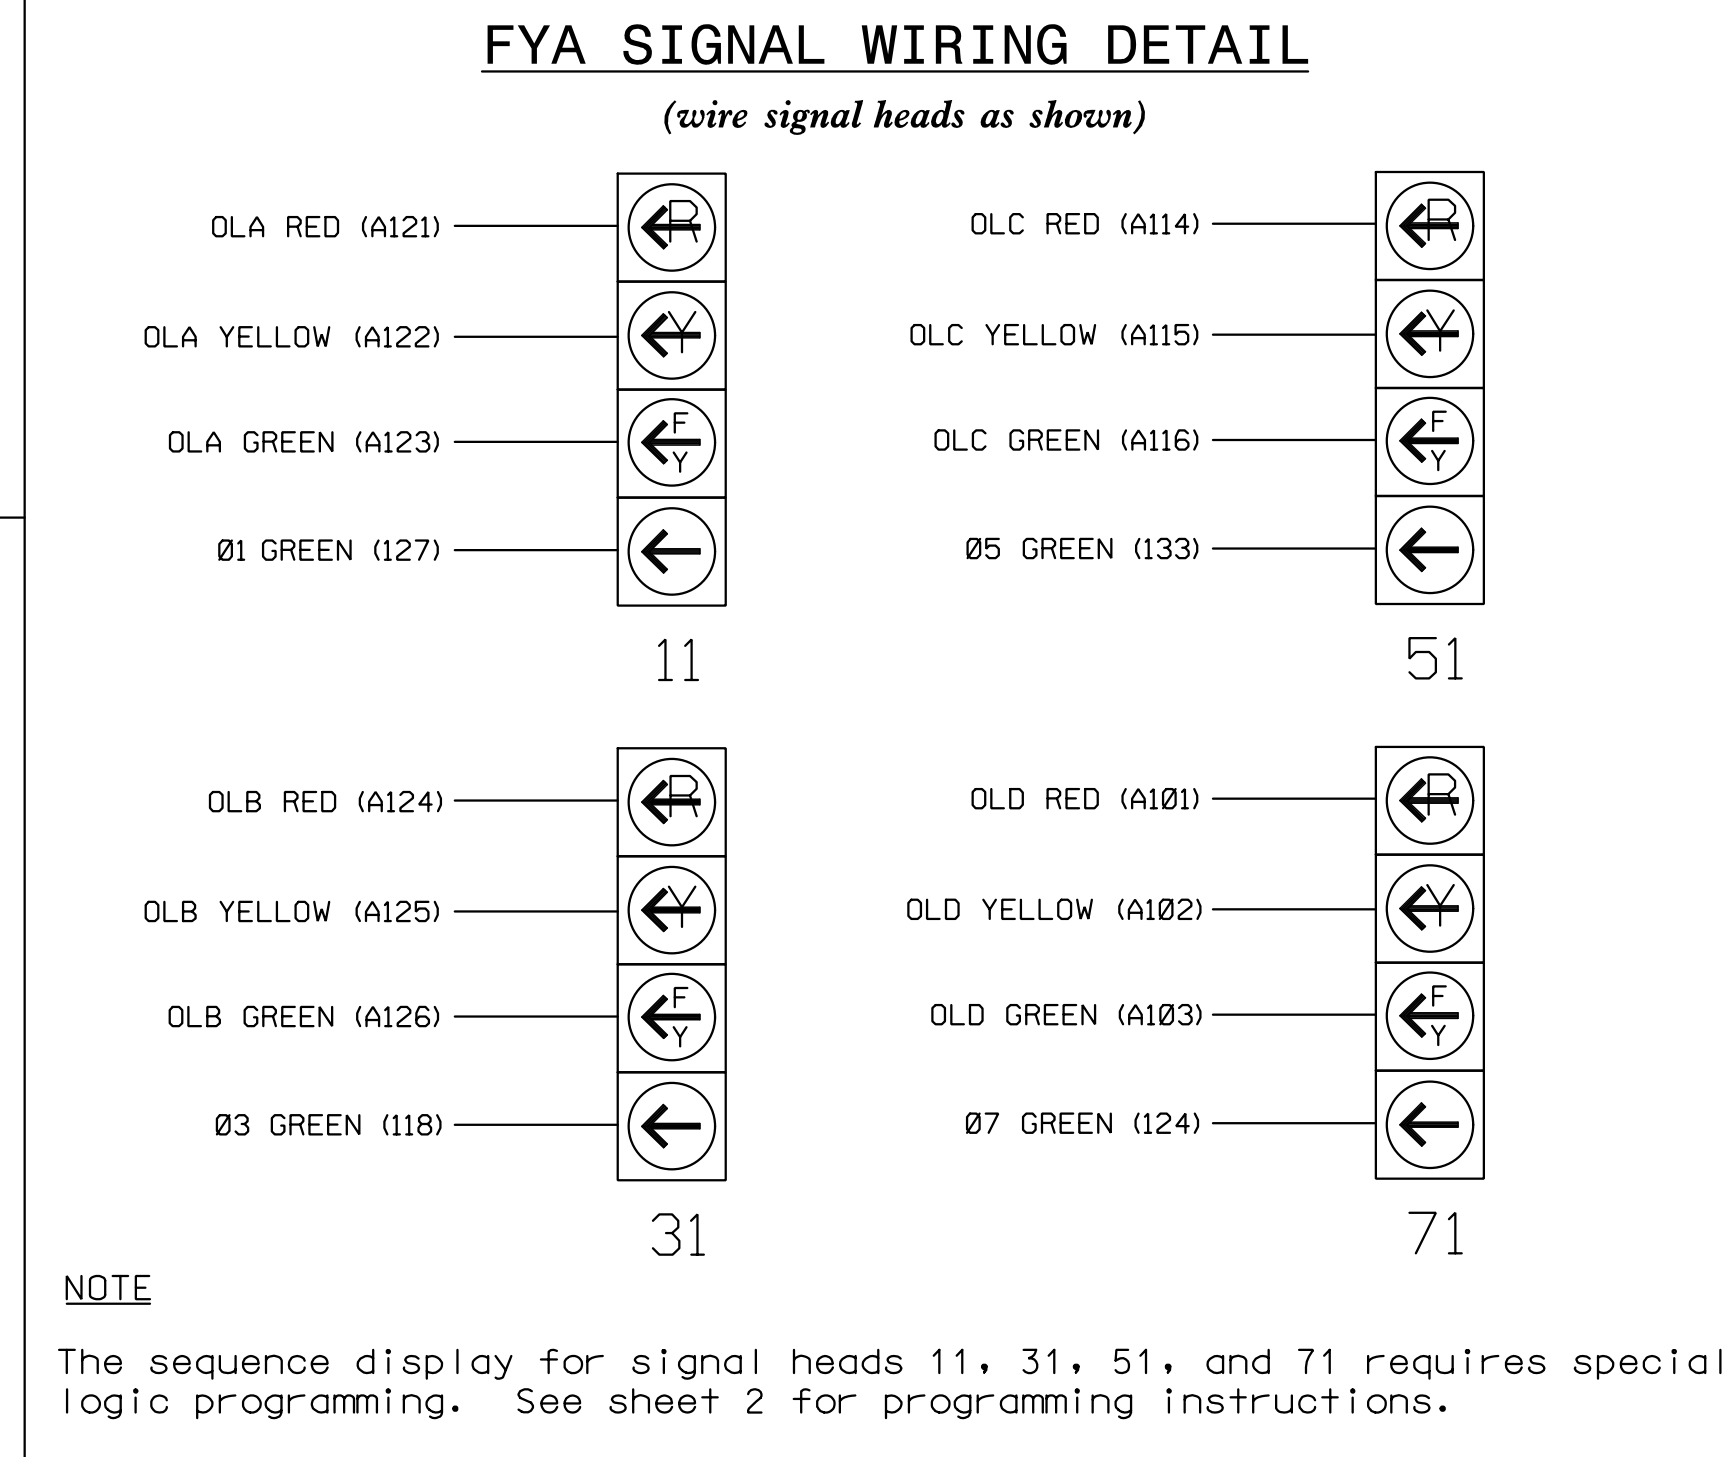 FYA SIGNAL WIRING DETAIL
(wire signal heads as shown)
OLA RED (A121)
R
OLA YELLOW (A122)
Y
OLA GREEN (A123)
F
Y
Ø1 GREEN (127)
11
OLC RED (A114)
R
OLC YELLOW (A115)
Y
OLC GREEN (A116)
F
Y
Ø5 GREEN (133)
51
OLB RED (A124)
R
OLB YELLOW (A125)
Y
OLB GREEN (A126)
F
Y
Ø3 GREEN (118)
31
OLD RED (A1Ø1)
R
OLD YELLOW (A1Ø2)
Y
OLD GREEN (A1Ø3)
F
Y
Ø7 GREEN (124)
71
NOTE
The sequence display for signal heads 11, 31, 51, and 71 requires special
logic programming. See sheet 2 for programming instructions.